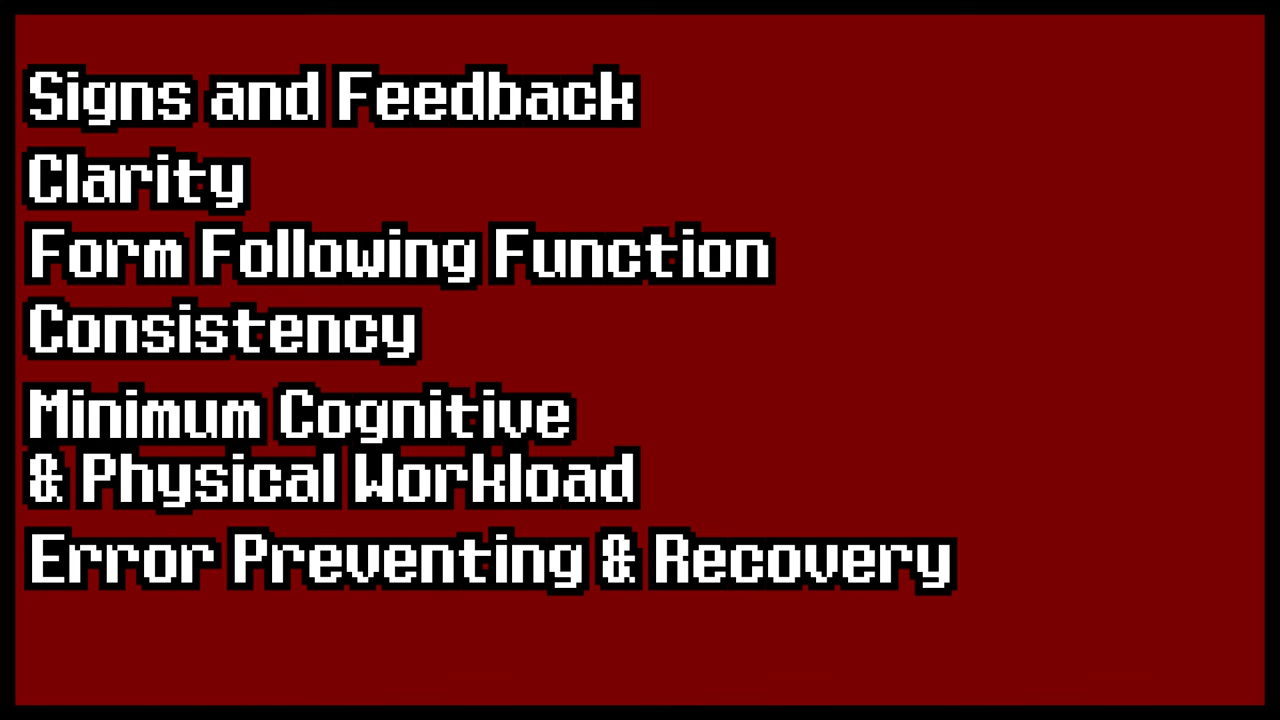 Signs and Feedback
Clarity
Form Following Function
Consistency
Minimum Cognitive
& Physical Workload
Error Preventing & Recovery